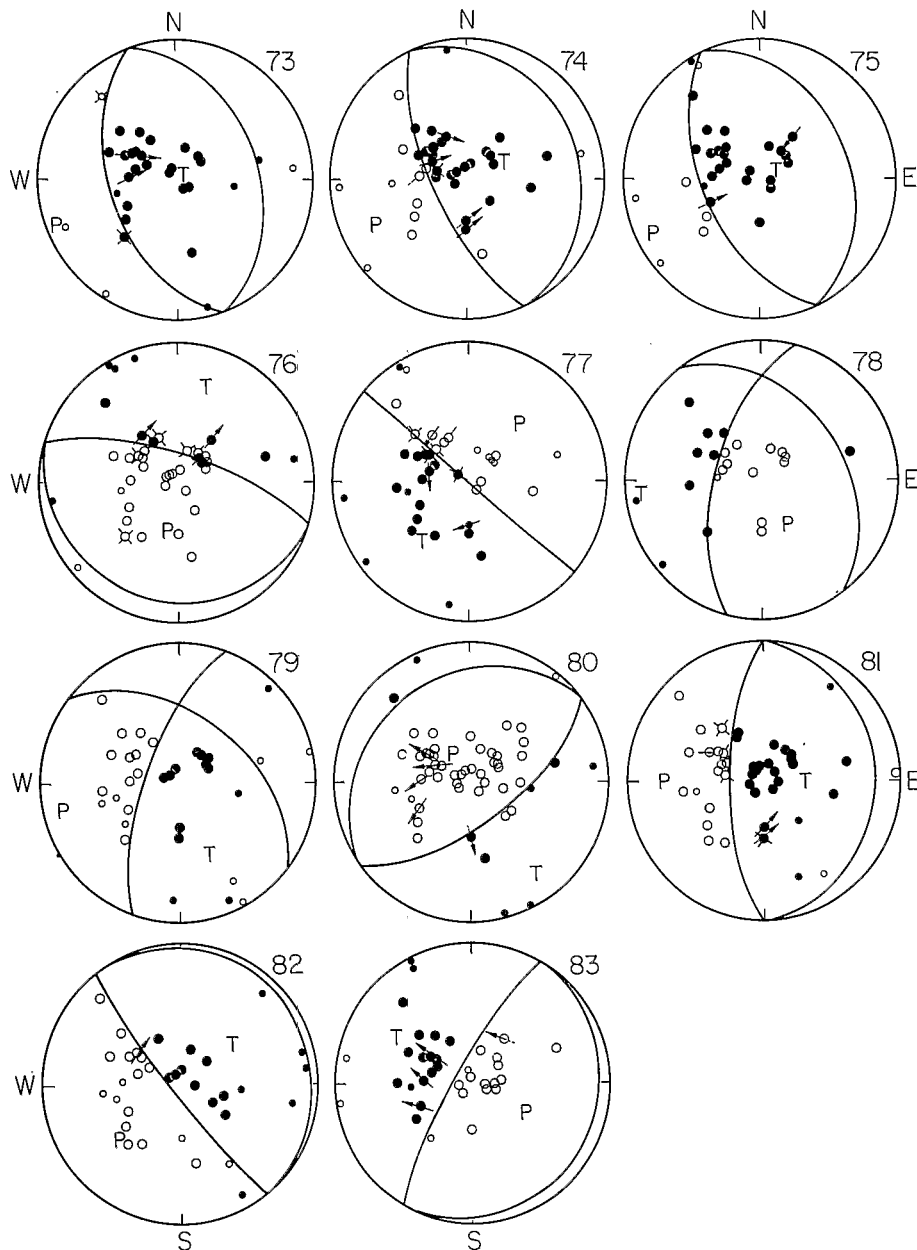 N N N
73 74 75
W T T T E
P P P
76 77 78
W T P E
P T T P
79 80 81
W P P P T E
T T
82 83
W T T
P P
S S